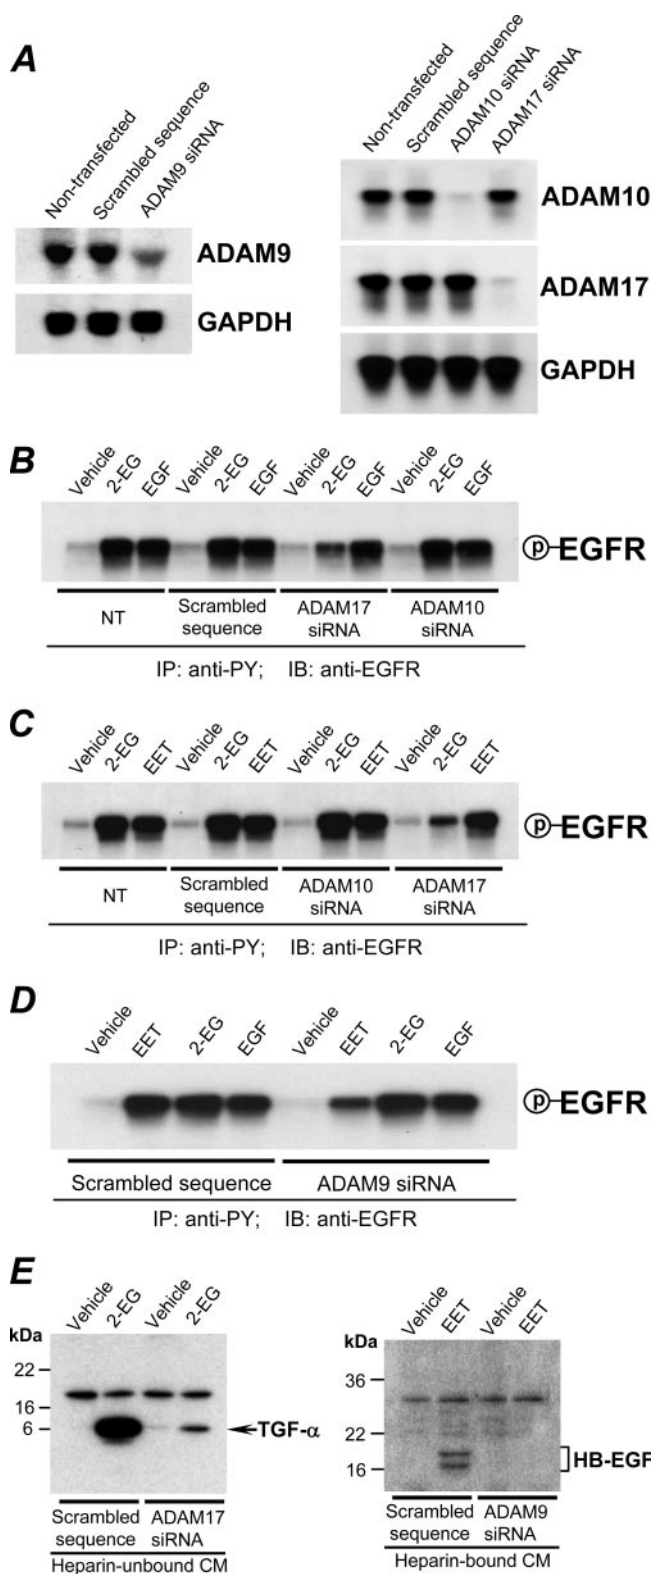 A
Non-transfected
Scrambled sequence
ADAM9 siRNA
ADAM9
GAPDH
Non-transfected
Scrambled sequence
ADAM10 siRNA
ADAM17 siRNA
ADAM10
ADAM17
GAPDH
B
Vehicle 2-EG EGF Vehicle 2-EG EGF Vehicle 2-EG EGF Vehicle 2-EG EGF
p-EGFR
NT Scrambled sequence ADAM17 siRNA ADAM10 siRNA
IP: anti-PY; IB: anti-EGFR
C
Vehicle 2-EG EET Vehicle 2-EG EET Vehicle 2-EG EET Vehicle 2-EG EET
p-EGFR
NT Scrambled sequence ADAM10 siRNA ADAM17 siRNA
IP: anti-PY; IB: anti-EGFR
D
Vehicle EET 2-EG EGF Vehicle EET 2-EG EGF
p-EGFR
Scrambled sequence ADAM9 siRNA
IP: anti-PY; IB: anti-EGFR
E
Vehicle 2-EG Vehicle 2-EG
kDa
22
16
6
TGF-α
Scrambled sequence ADAM17 siRNA
Heparin-unbound CM
Vehicle EET Vehicle EET
kDa
36
22
16
HB-EGF
Scrambled sequence ADAM9 siRNA
Heparin-bound CM